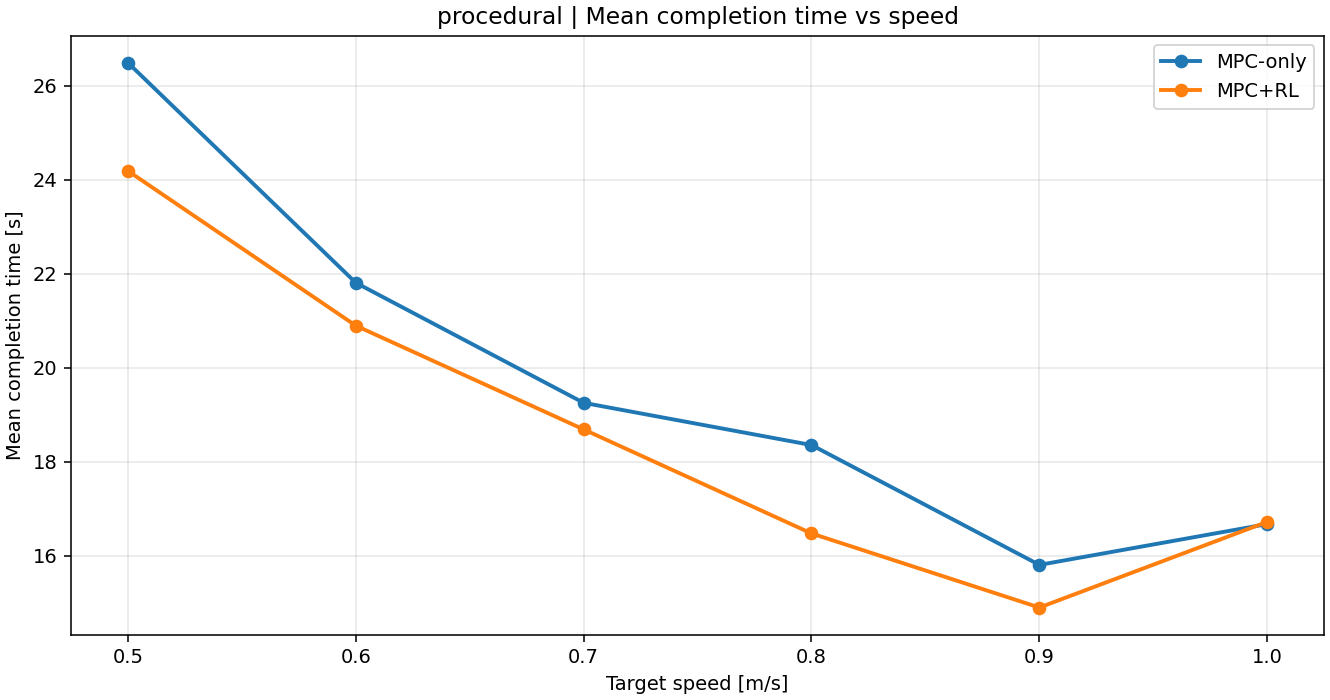 procedural | Mean completion time vs speed
MPC-only
MPC+RL
Mean completion time [s]
26
24
22
20
18
16
0.5 0.6 0.7 0.8 0.9 1.0
Target speed [m/s]